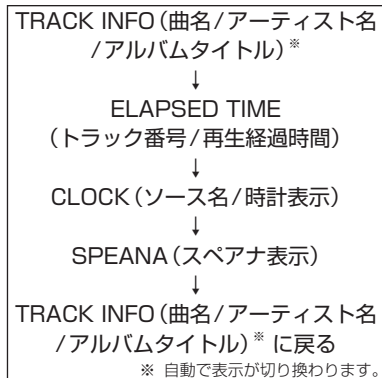 TRACK INFO（曲名/アーティスト名
/アルバムタイトル）※
↓
ELAPSED TIME
（トラック番号/再生経過時間）
↓
CLOCK（ソース名/時計表示）
↓
SPEANA（スペアナ表示）
↓
TRACK INFO（曲名/アーティスト名
/アルバムタイトル）※ に戻る
※ 自動で表示が切り換わります。